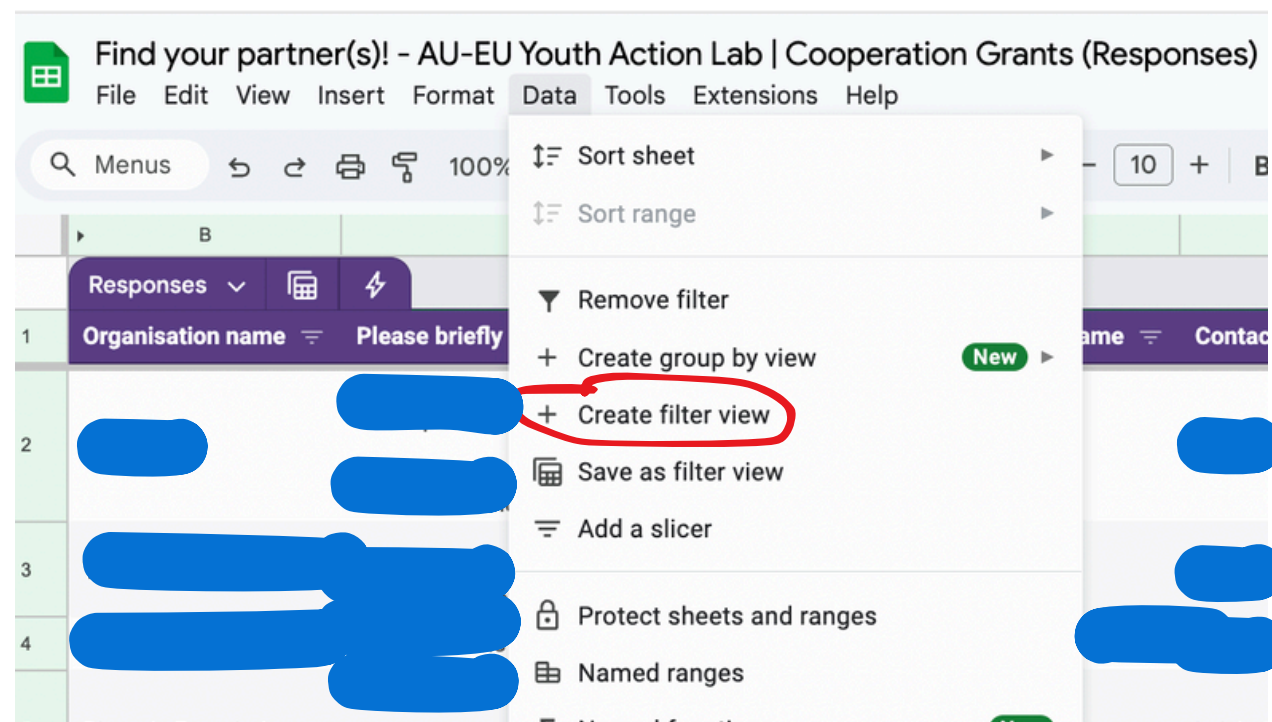 Find your partner(s)! - AU-EU Youth Action Lab | Cooperation Grants (Responses)
File Edit View Insert Format Data Tools Extensions Help
Menus 100% 10 + B
B
Responses
1 Organisation name Please briefly ame Contac
Sort sheet
Sort range
Remove filter
Create group by view New
Create filter view
Save as filter view
Add a slicer
Protect sheets and ranges
Named ranges
2
3
4